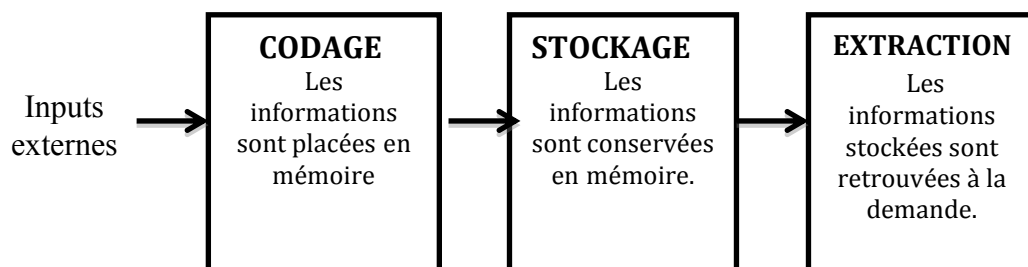 Inputs
externes
CODAGE
Les
informations
sont placées en
mémoire
STOCKAGE
Les
informations
sont conservées
en mémoire.
EXTRACTION
Les
informations
stockées sont
retrouvées à la
demande.